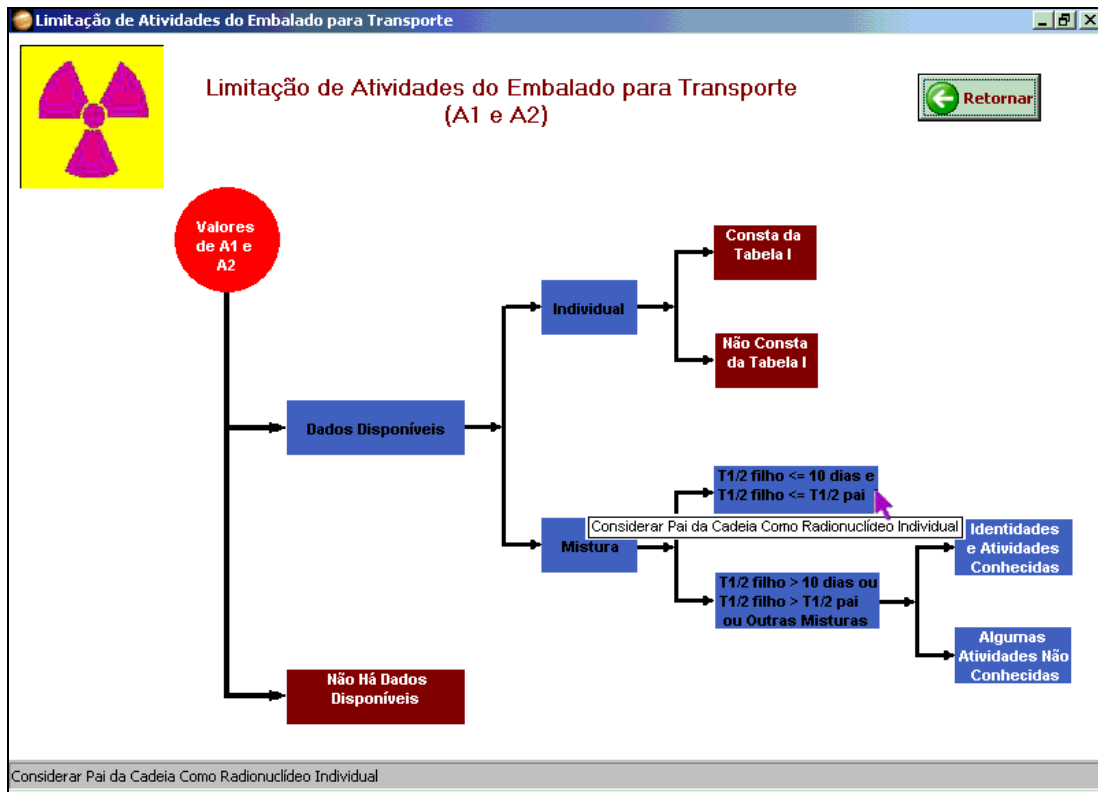 Limitação de Atividades do Embalado para Transporte
Limitação de Atividades do Embalado para Transporte
(A1 e A2)
Retornar
Valores
de A1 e
A2
Consta da
Tabela I
Individual
Não Consta
da Tabela I
Dados Disponíveis
T1/2 filho <= 10 dias e
T1/2 filho <= T1/2 pai
Considerar Pai da Cadeia Como Radionuclídeo Individual
Mistura
Identidades
e Atividades
Conhecidas
T1/2 filho > 10 dias ou
T1/2 filho > T1/2 pai
ou Outras Misturas
Algumas
Atividades Não
Conhecidas
Não Há Dados
Disponíveis
Considerar Pai da Cadeia Como Radionuclídeo Individual